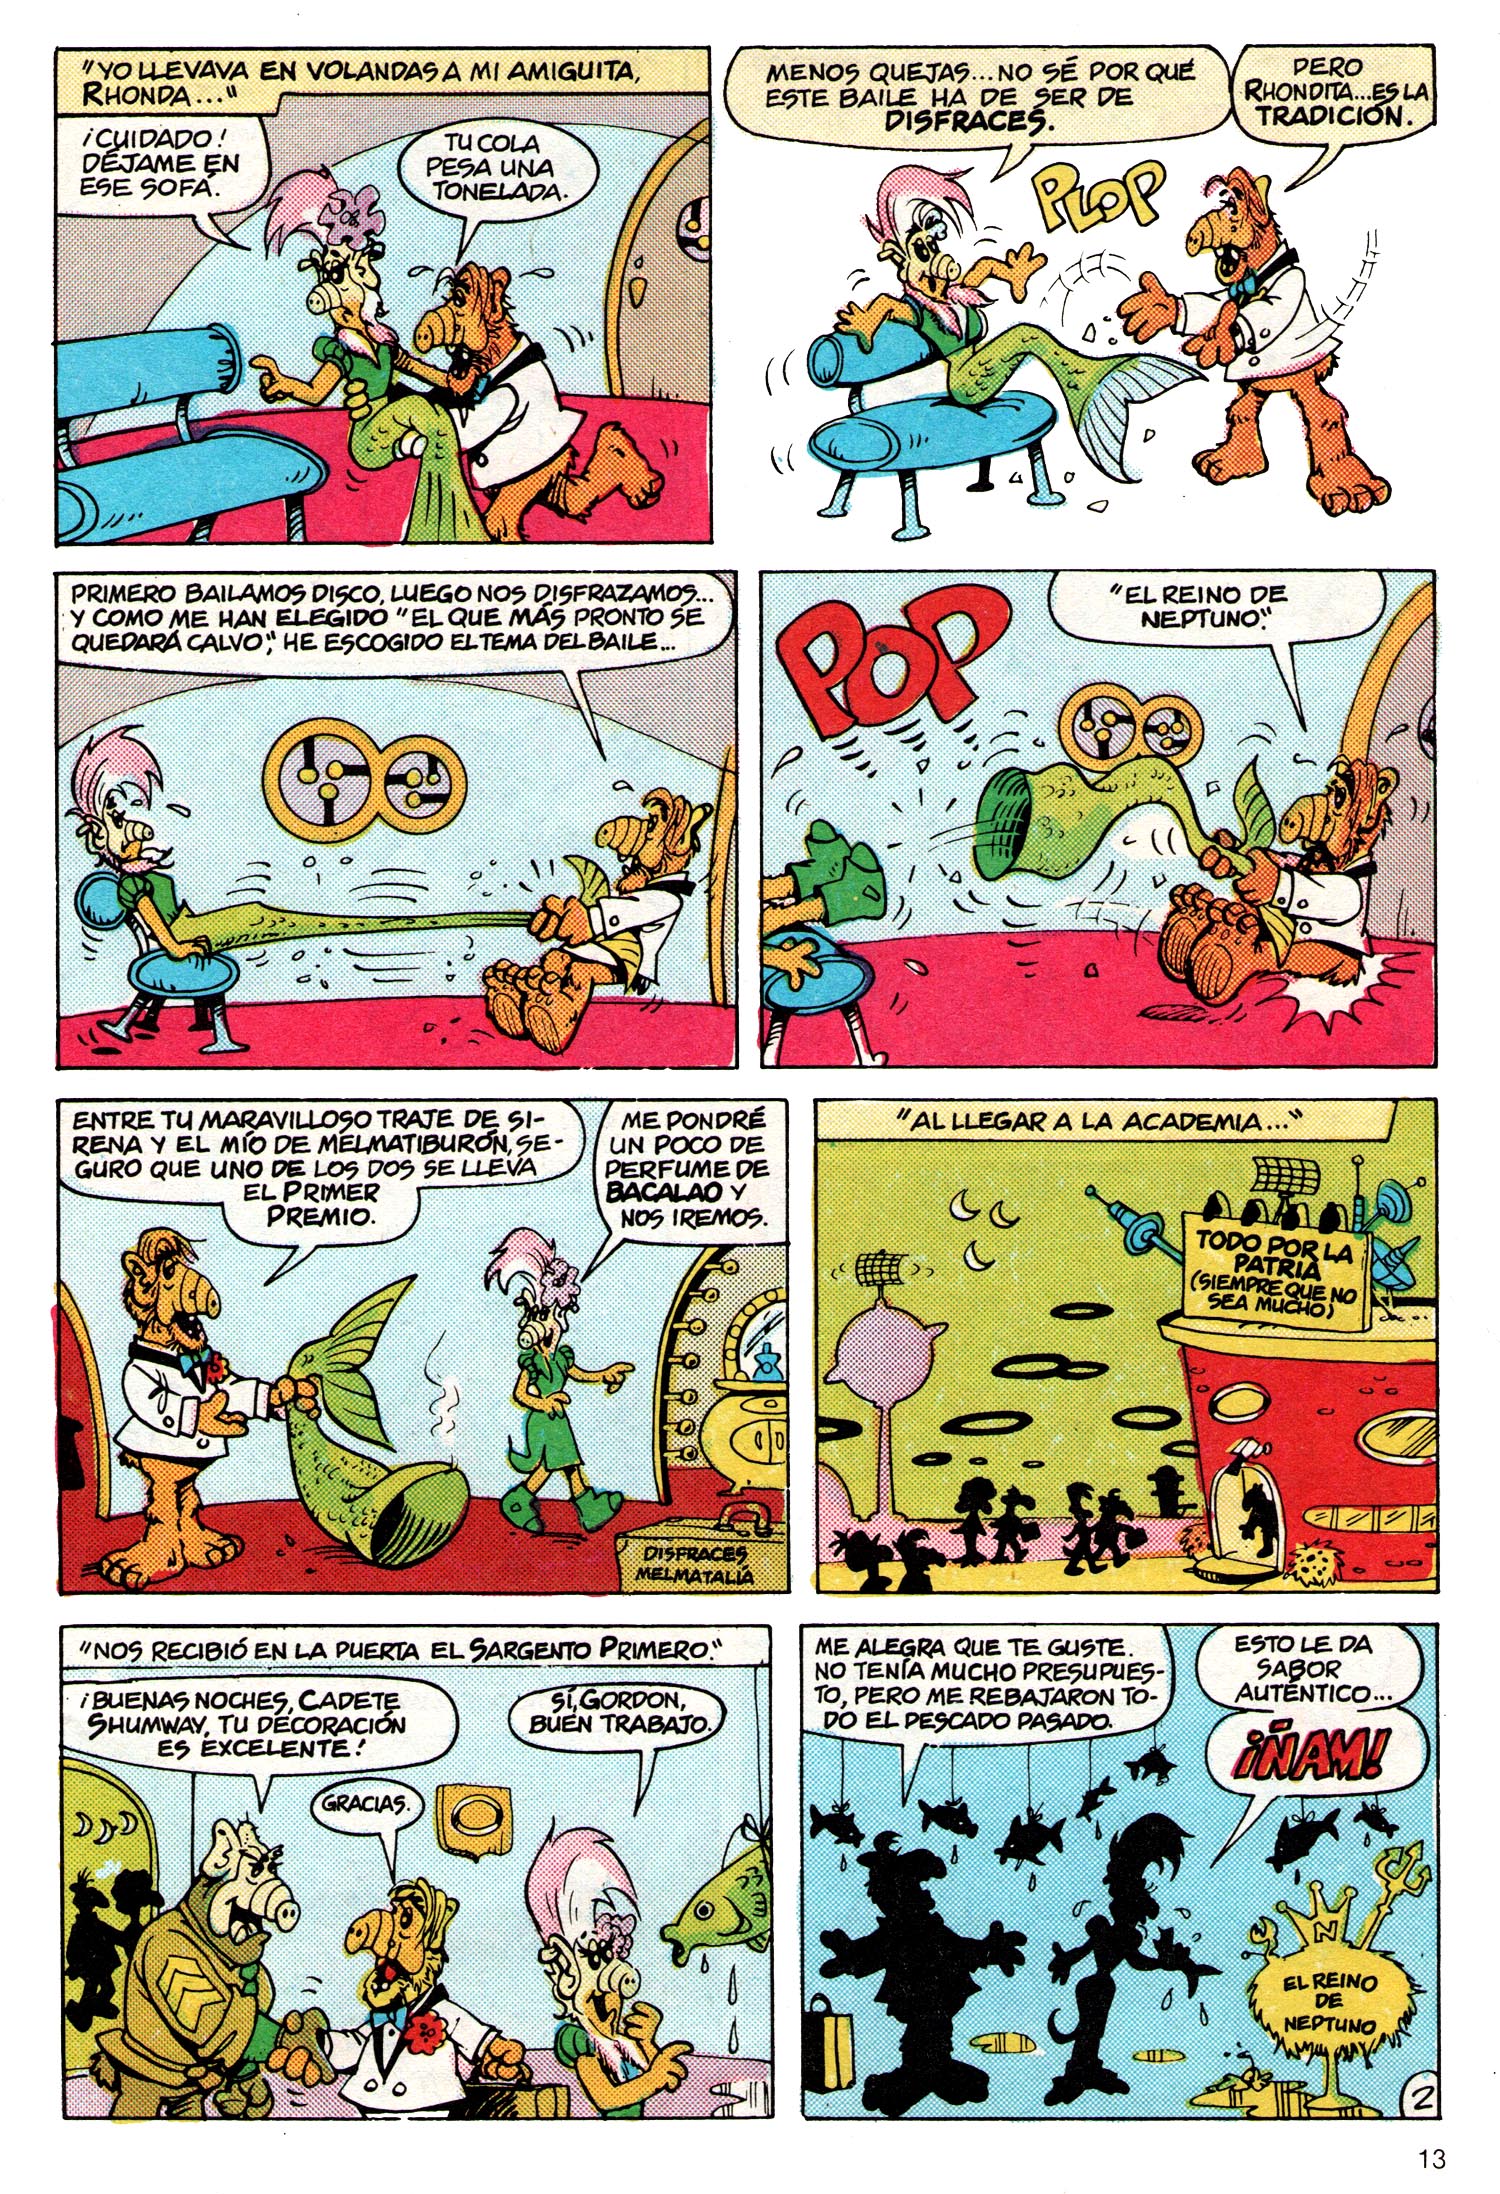 "YO LLEVAVA EN VOLANDAS A MI AMIGUITA,
RHONDA..."
¡CUIDADO!
DÉJAME EN
ESE SOFÁ.
TU COLA
PESA UNA
TONELADA.
MENOS QUEJAS...NO SÉ POR QUÉ
ESTE BAILE HA DE SER DE
DISFRACES.
PERO
RHONDITA...ES LA
TRADICIÓN.
PLOP
PRIMERO BAILAMOS DISCO, LUEGO NOS DISFRAZAMOS...
Y COMO ME HAN ELEGIDO "EL QUE MÁS PRONTO SE
QUEDARÁ CALVO", HE ESCOGIDO EL TEMA DEL BAILE...
POP
"EL REINO DE
NEPTUNO".
ENTRE TU MARAVILLOSO TRAJE DE SI-
RENA Y EL MÍO DE MELMATIBURÓN, SE-
GURO QUE UNO DE LOS DOS SE LLEVA
EL PRIMER
PREMIO.
ME PONDRÉ
UN POCO DE
PERFUME DE
BACALAO Y
NOS IREMOS.
DISFRACES
MELMATALIA
"AL LLEGAR A LA ACADEMIA..."
TODO POR LA
PATRIA
(SIEMPRE QUE NO
SEA MUCHO)
"NOS RECIBIÓ EN LA PUERTA EL SARGENTO PRIMERO."
¡BUENAS NOCHES, CADETE
SHUMWAY, TU DECORACIÓN
ES EXCELENTE!
GRACIAS.
SÍ, GORDON,
BUEN TRABAJO.
ME ALEGRA QUE TE GUSTE.
NO TENÍA MUCHO PRESUPUES-
TO, PERO ME REBAJARON TO-
DO EL PESCADO PASADO.
ESTO LE DA
SABOR
AUTÉNTICO...
¡ÑAM!
N
EL REINO
DE
NEPTUNO
2
13